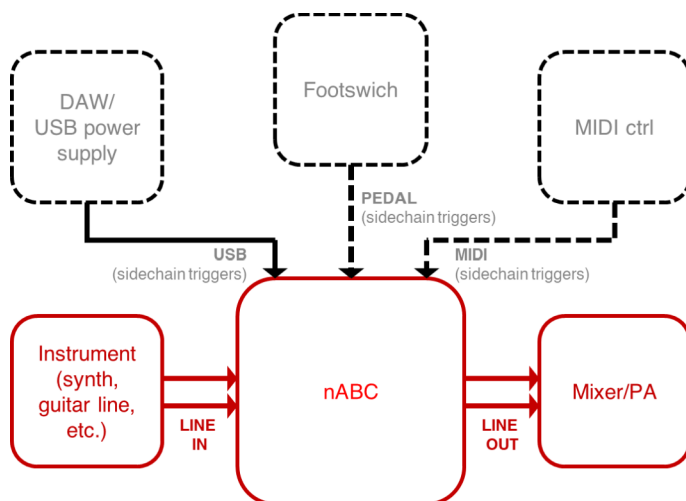 DAW/
USB power
supply
Footswich
MIDI ctrl
PEDAL
(sidechain triggers)
USB
(sidechain triggers)
MIDI
(sidechain triggers)
Instrument
(synth,
guitar line,
etc.)
LINE
IN
nABC
LINE
OUT
Mixer/PA